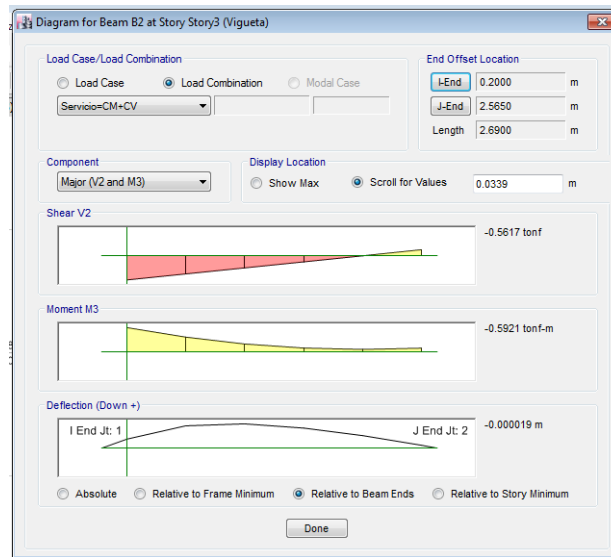 Diagram for Beam B2 at Story Story3 (Vigueta)
Load Case/Load Combination
Load Case Load Combination Modal Case
Servicio=CM+CV
End Offset Location
I-End 0.2000 m
J-End 2.5650 m
Length 2.6900 m
Component
Major (V2 and M3)
Display Location
Show Max Scroll for Values 0.0339 m
Shear V2
-0.5617 tonf
Moment M3
-0.5921 tonf-m
Deflection (Down +)
I End Jt: 1 J End Jt: 2 -0.000019 m
Absolute Relative to Frame Minimum Relative to Beam Ends Relative to Story Minimum
Done